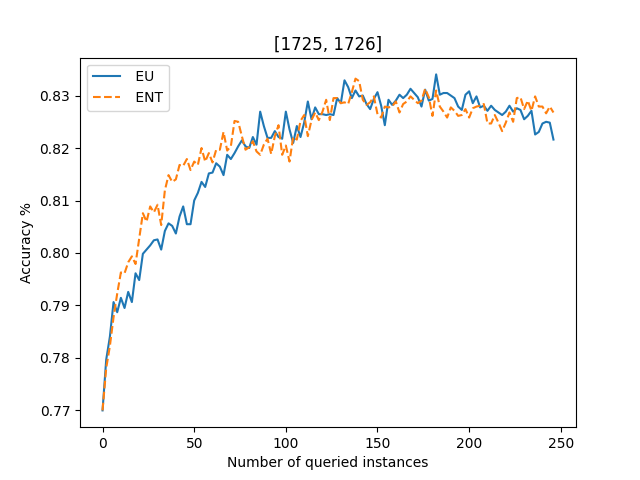 [1725, 1726]
EU
ENT
Accuracy %
0.83
0.82
0.81
0.80
0.79
0.78
0.77
0 50 100 150 200 250
Number of queried instances